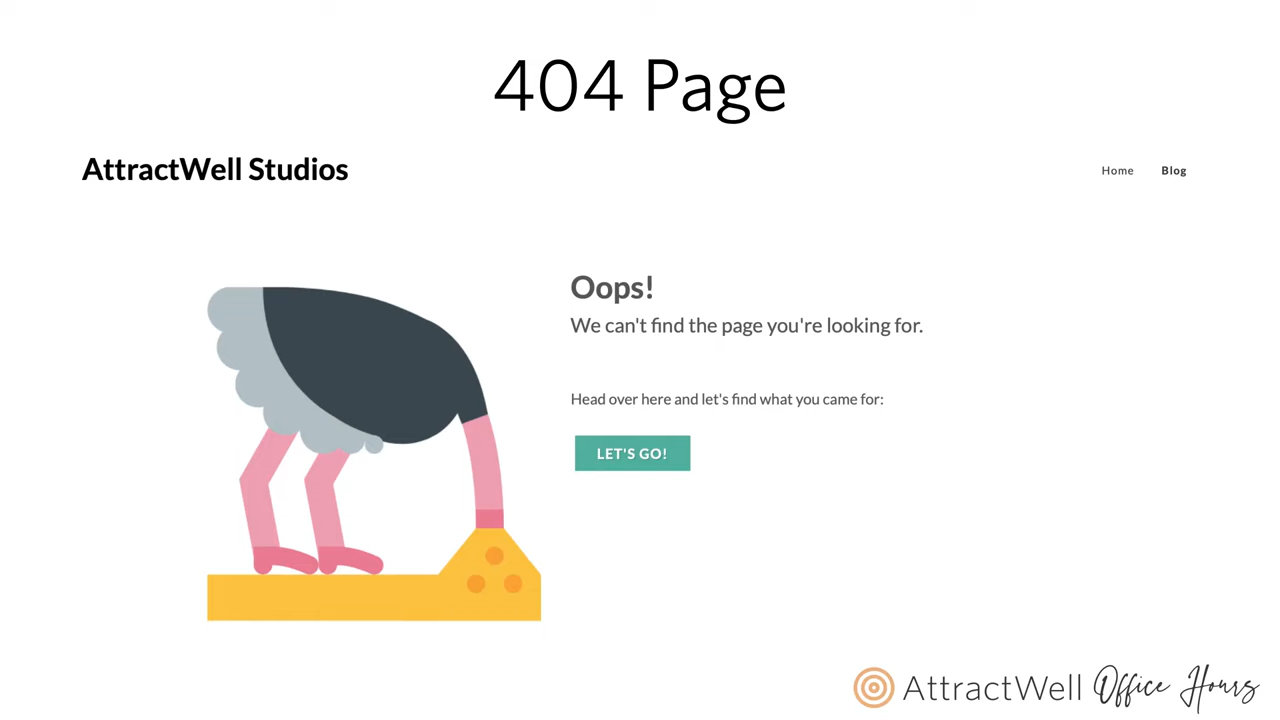 404 Page
AttractWell Studios
Home Blog
Oops!
We can't find the page you're looking for.
Head over here and let's find what you came for:
LET'S GO!
AttractWell Office Hours